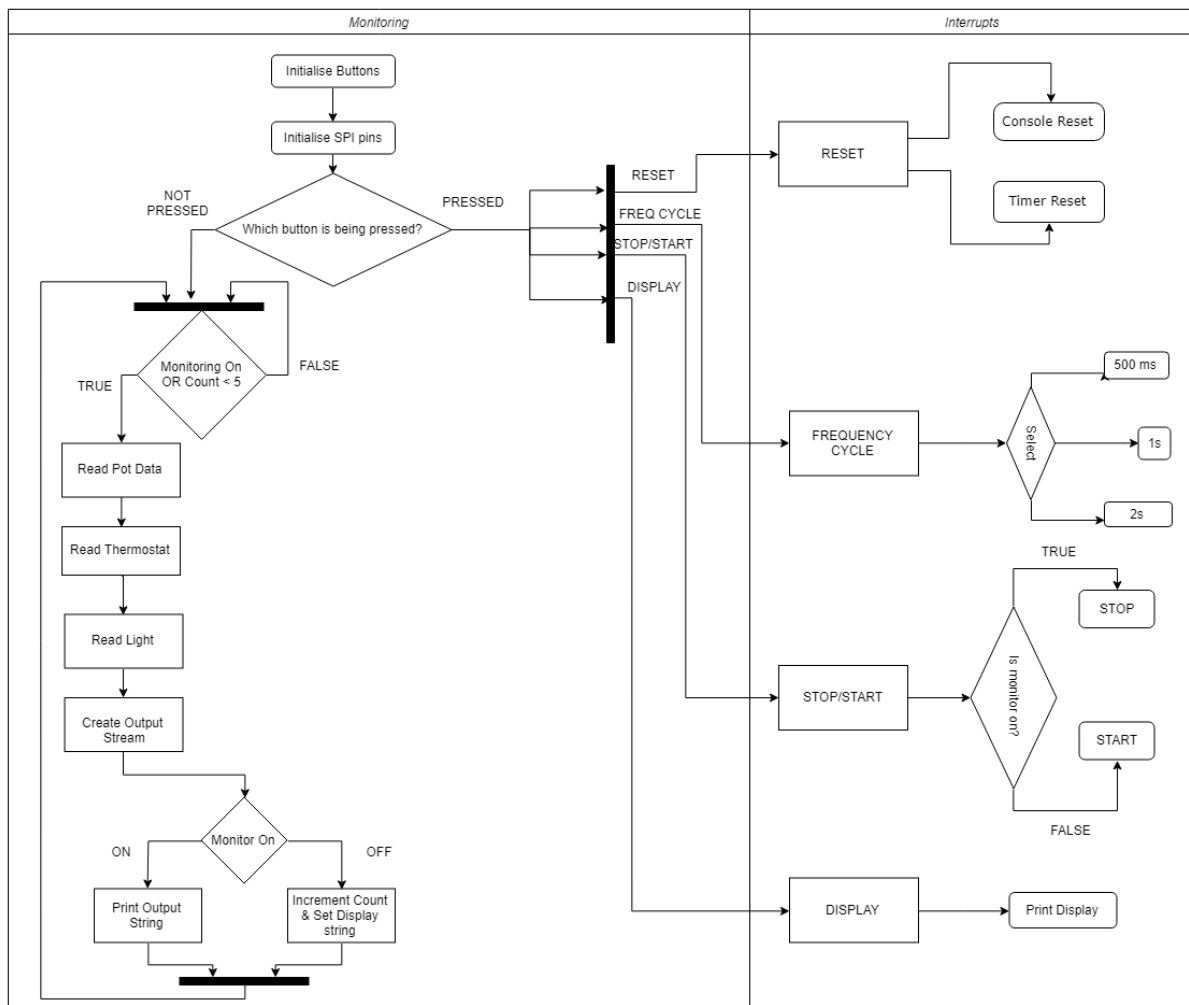 Monitoring
Interrupts
Initialise Buttons
Initialise SPI pins
Which button is being pressed?
NOT
PRESSED
PRESSED
RESET
FREQ CYCLE
STOP/START
DISPLAY
Monitoring On
OR Count < 5
TRUE
FALSE
Read Pot Data
Read Thermostat
Read Light
Create Output
Stream
Monitor On
ON
OFF
Print Output
String
Increment Count
& Set Display
string
RESET
Console Reset
Timer Reset
FREQUENCY
CYCLE
Select
500 ms
1s
2s
STOP/START
Is monitor on?
TRUE
STOP
START
FALSE
DISPLAY
Print Display